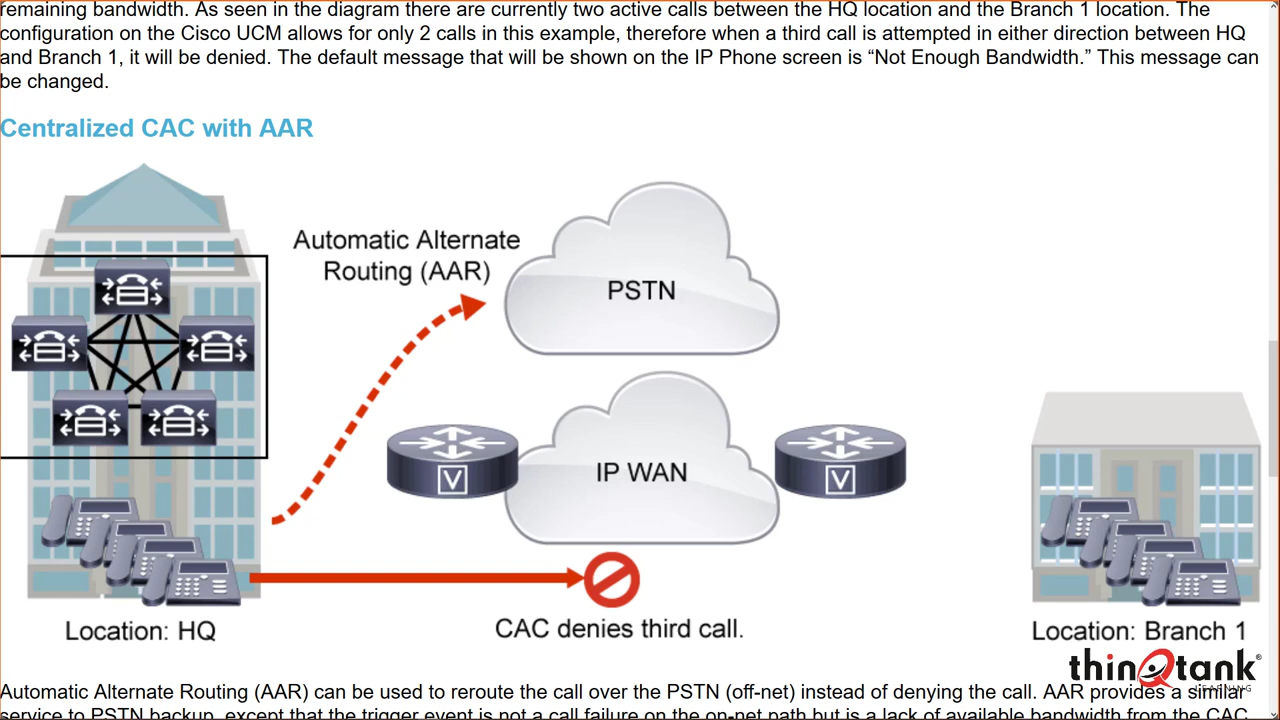 remaining bandwidth. As seen in the diagram there are currently two active calls between the HQ location and the Branch 1 location. The
configuration on the Cisco UCM allows for only 2 calls in this example, therefore when a third call is attempted in either direction between HQ
and Branch 1, it will be denied. The default message that will be shown on the IP Phone screen is “Not Enough Bandwidth.” This message can
be changed.
Centralized CAC with AAR
Automatic Alternate
Routing (AAR)
PSTN
IP WAN
V
V
CAC denies third call.
Location: HQ
Location: Branch 1
thinQtank®
LEARNING
Automatic Alternate Routing (AAR) can be used to reroute the call over the PSTN (off-net) instead of denying the call. AAR provides a similar
service to PSTN backup, except that the trigger event is not a call failure on the on-net path but is a lack of available bandwidth from the CAC